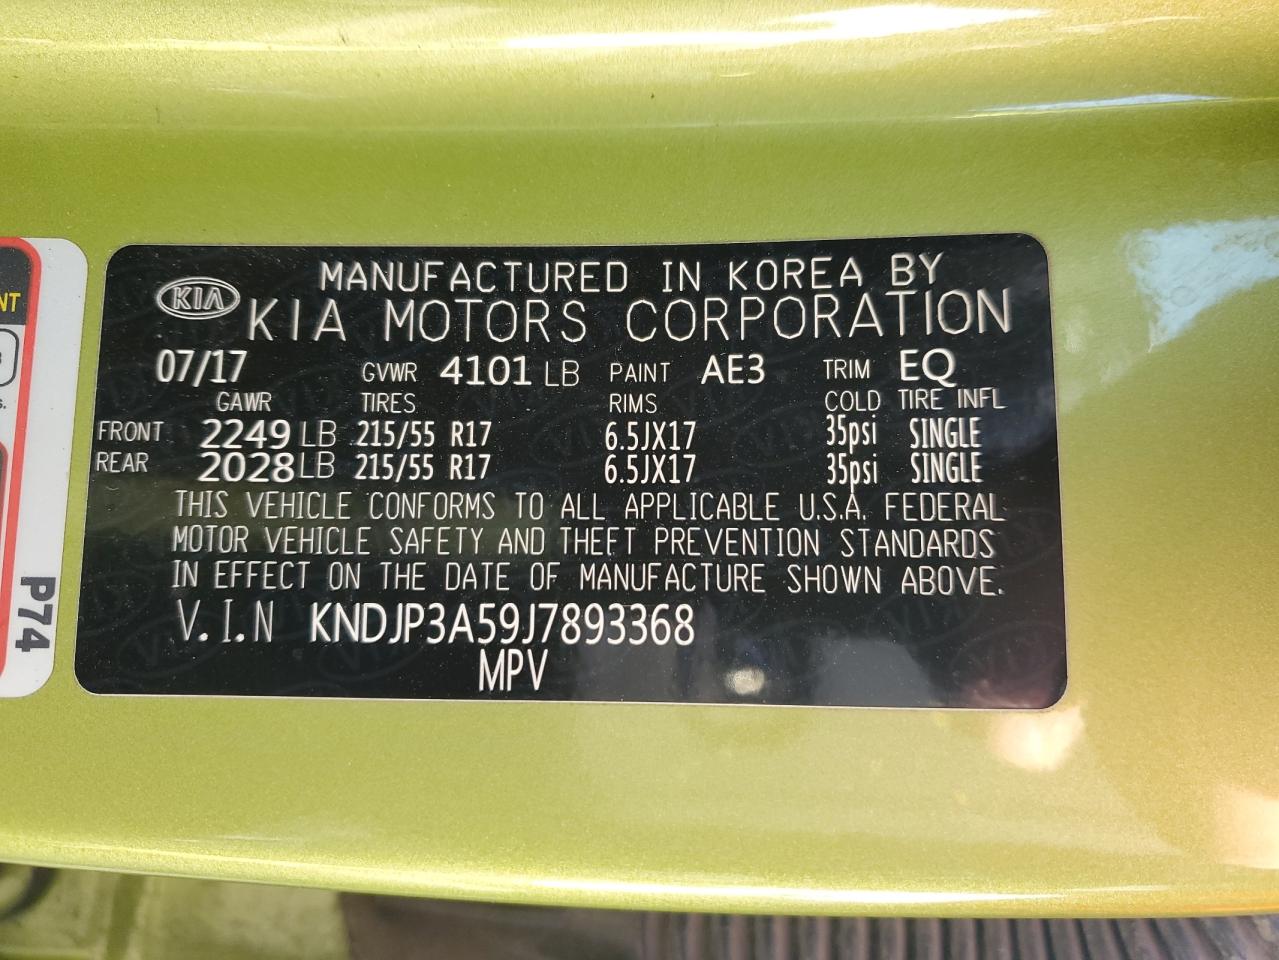 MANUFACTURED IN KOREA BY
KIA
KIA MOTORS CORPORATION
07/17 GVWR 4101 LB PAINT AE3 TRIM EQ
GAWR TIRES RIMS COLD TIRE INFL
FRONT 2249 LB 215/55 R17 6.5JX17 35psi SINGLE
REAR 2028 LB 215/55 R17 6.5JX17 35psi SINGLE
THIS VEHICLE CONFORMS TO ALL APPLICABLE U.S.A. FEDERAL
MOTOR VEHICLE SAFETY AND THEFT PREVENTION STANDARDS
IN EFFECT ON THE DATE OF MANUFACTURE SHOWN ABOVE.
V.I.N KNDJP3A59J7893368
MPV
P74